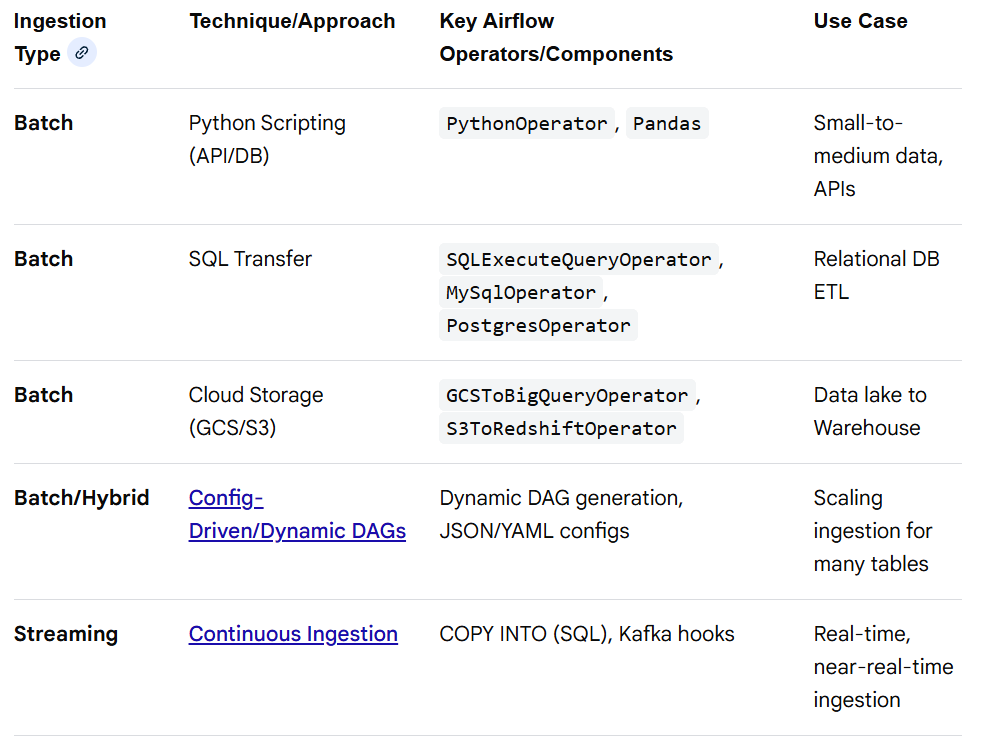 Ingestion Type
Technique/Approach
Key Airflow Operators/Components
Use Case
Batch
Python Scripting (API/DB)
PythonOperator, Pandas
Small-to-medium data, APIs
Batch
SQL Transfer
SQLExecuteQueryOperator,
MySqlOperator,
PostgresOperator
Relational DB ETL
Batch
Cloud Storage (GCS/S3)
GCSToBigQueryOperator,
S3ToRedshiftOperator
Data lake to Warehouse
Batch/Hybrid
Config-Driven/Dynamic DAGs
Dynamic DAG generation, JSON/YAML configs
Scaling ingestion for many tables
Streaming
Continuous Ingestion
COPY INTO (SQL), Kafka hooks
Real-time, near-real-time ingestion